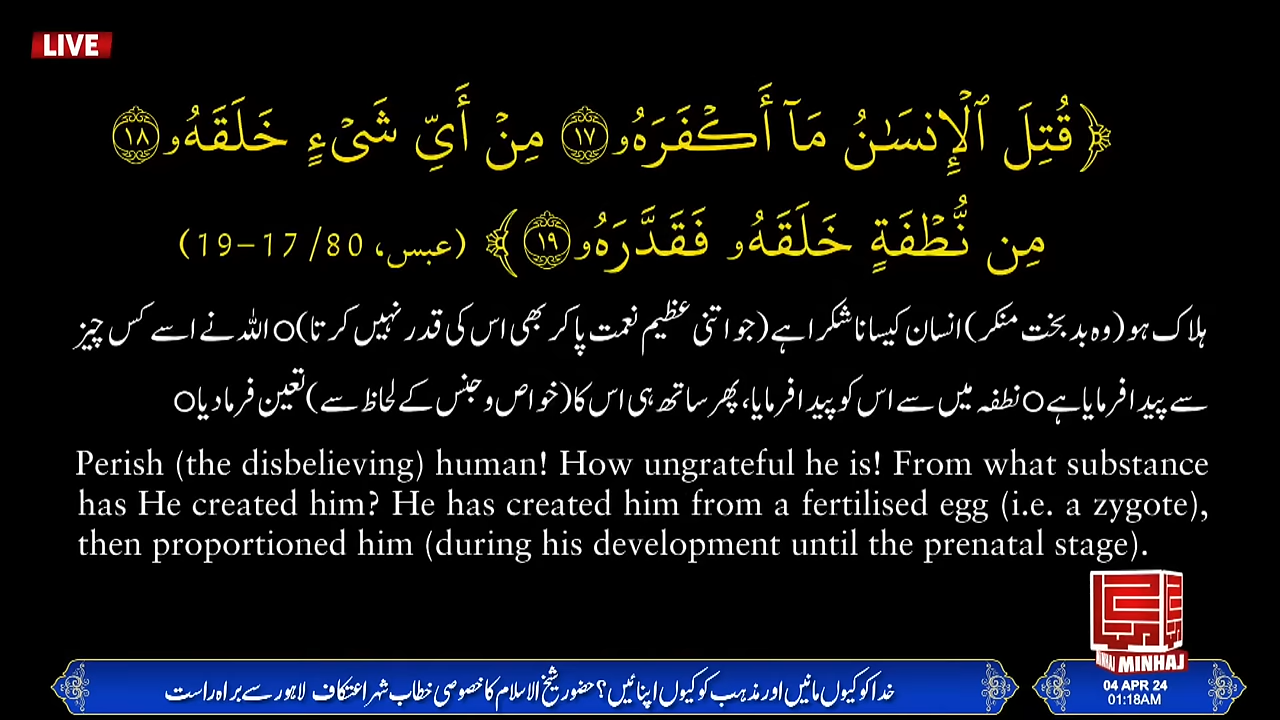 LIVE
﴿قُتِلَ ٱلۡإِنسَٰنُ مَآ أَكۡفَرَهُۥ ١٧ مِنۡ أَيِّ شَيۡءٍ خَلَقَهُۥ ١٨
مِن نُّطۡفَةٍ خَلَقَهُۥ فَقَدَّرَهُۥ ١٩﴾ (عبس، 80/ 17-19)
ہلاک ہو (وہ بد بخت منکر) انسان کیسا ناشکرا ہے (جو اتنی عظیم نعمت پا کر بھی اس کی قدر نہیں کرتا)o اللہ نے اسے کس چیز
سے پیدا فرمایا ہےo نطفہ میں سے اس کو پیدا فرمایا، پھر ساتھ ہی اس کا (خواص و جنس کے لحاظ سے) تعین فرما دیاo
Perish (the disbelieving) human! How ungrateful he is! From what substance
has He created him? He has created him from a fertilised egg (i.e. a zygote),
then proportioned him (during his development until the prenatal stage).
MINHAJ MINHAJ
خدا کو کیوں مانیں اور مذہب کو کیوں اپنائیں؟ حضور شیخ الاسلام کا خصوصی خطاب شہر اعتکاف لاہور سے براہ راست
04 APR 24
01:18AM